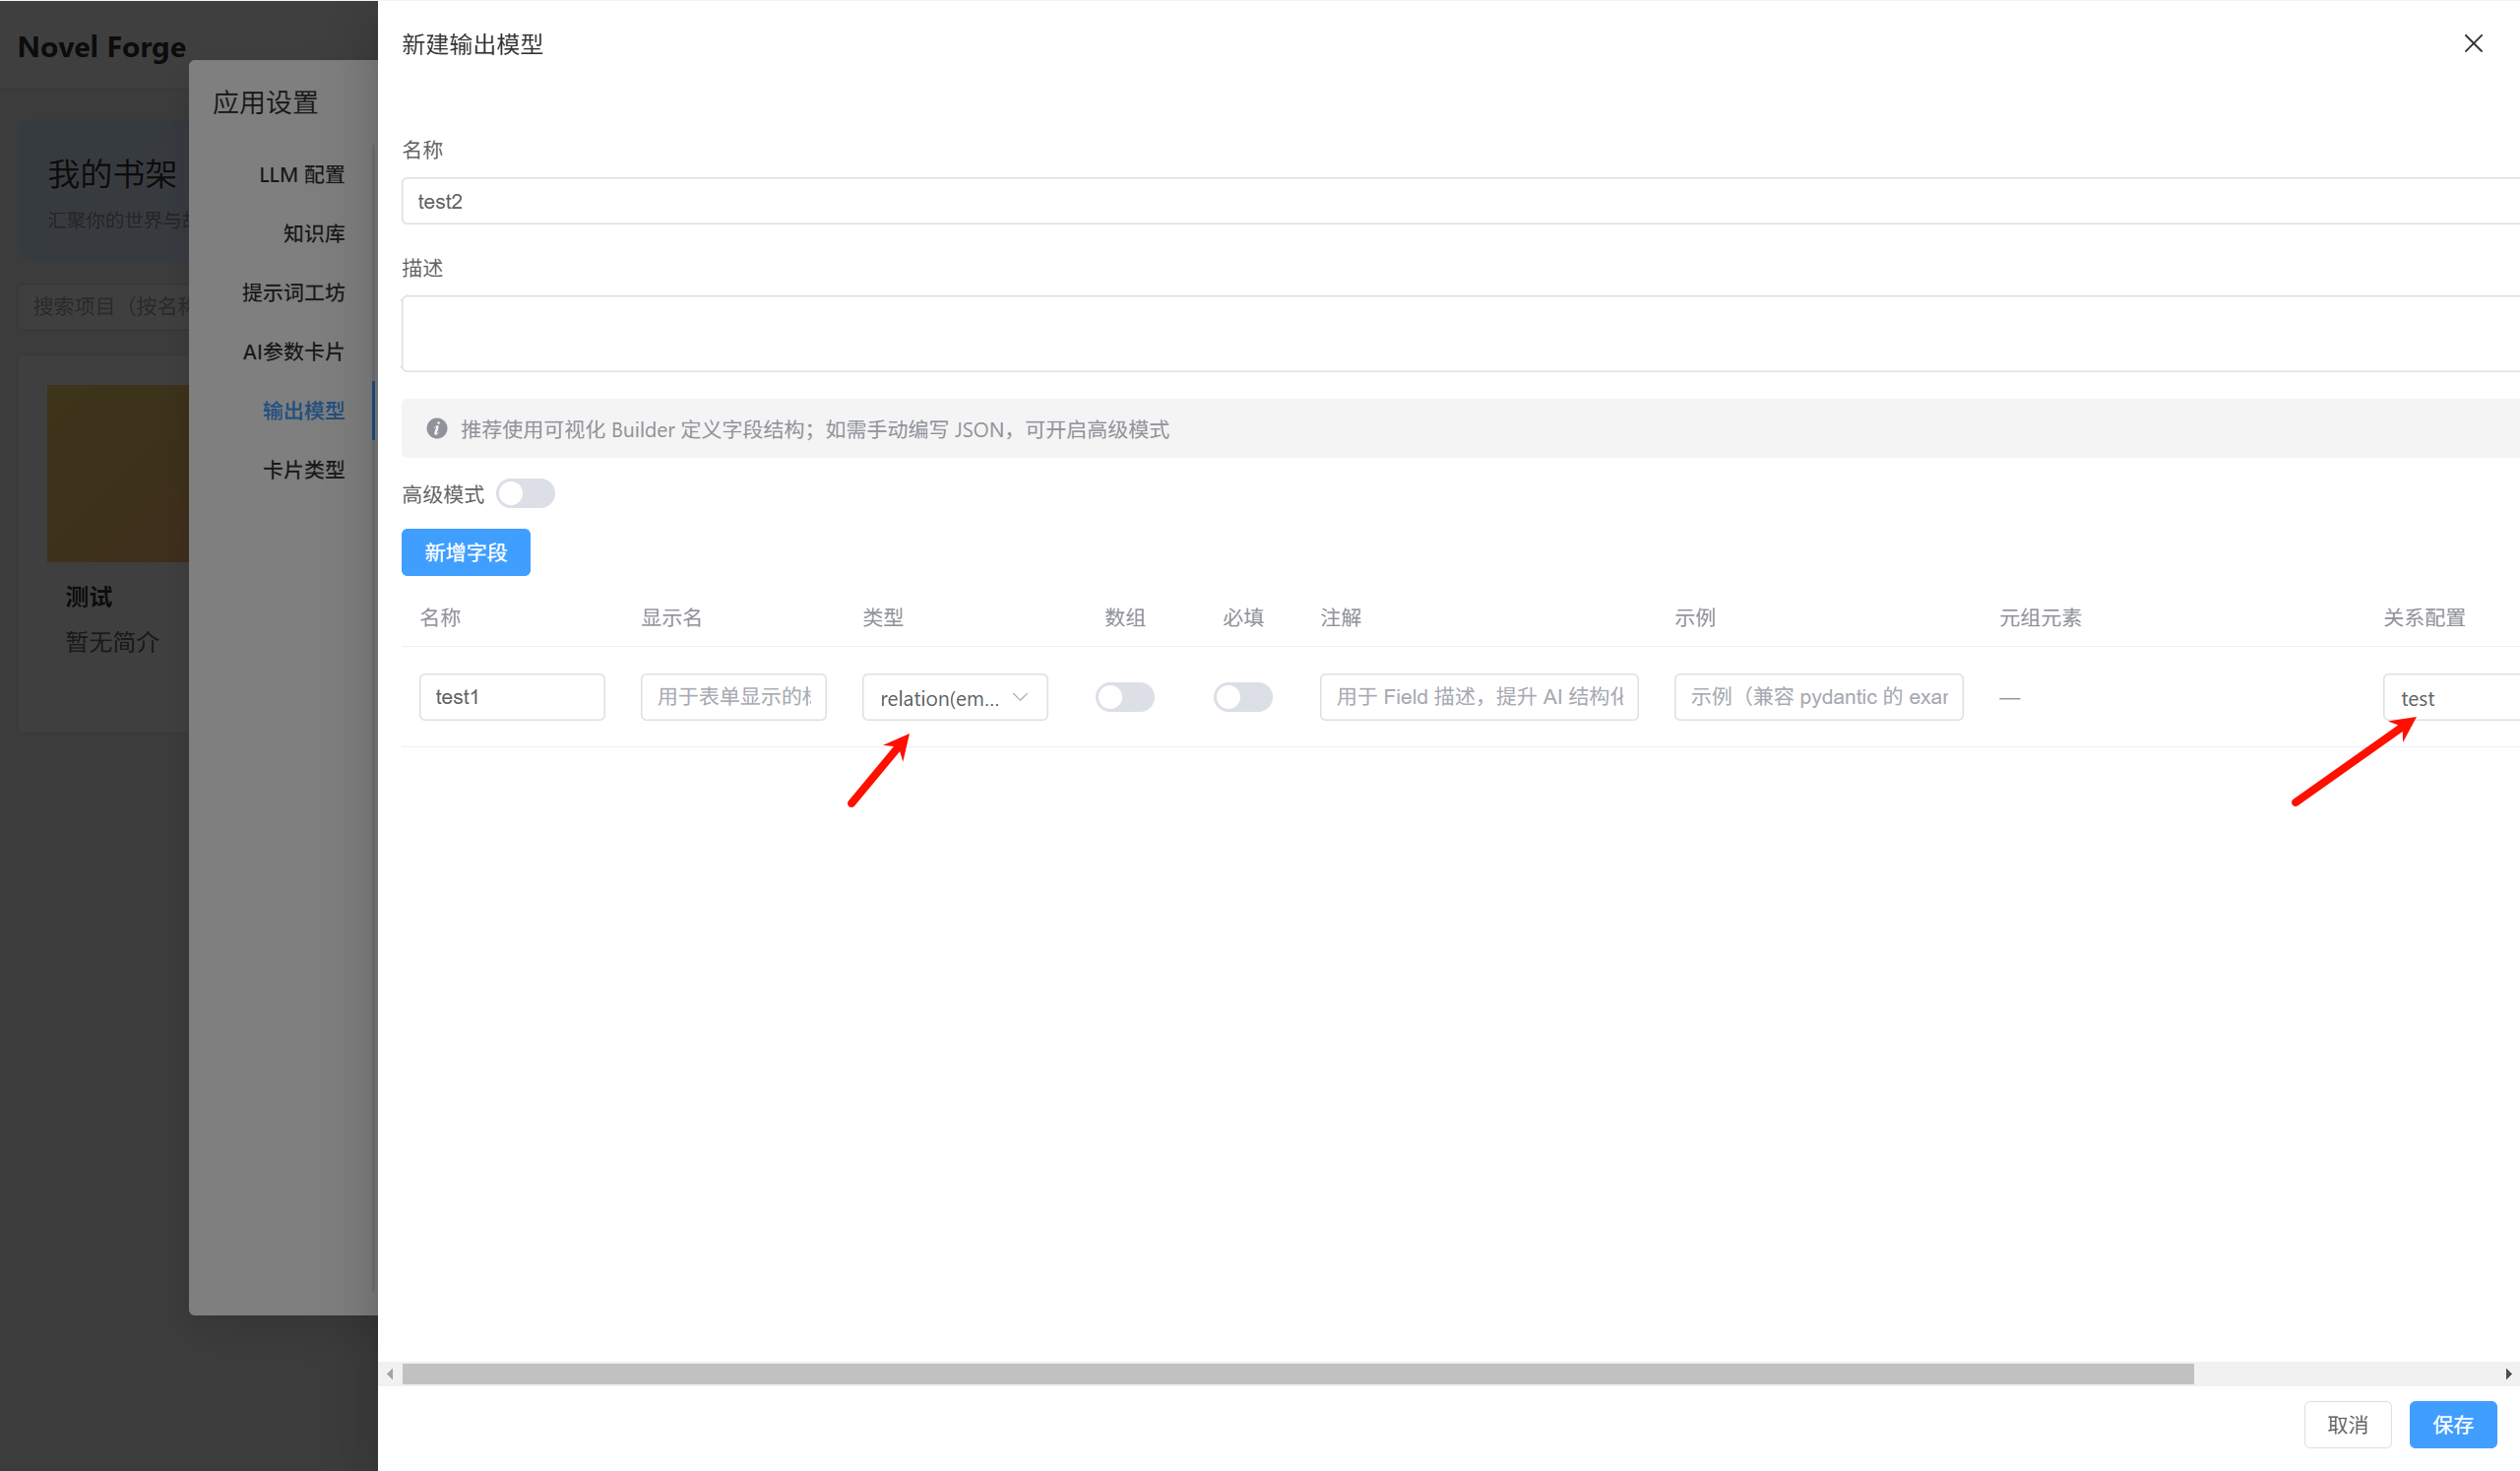 Novel Forge
我的书架
汇聚你的世界与
搜索项目（按名
测试
暂无简介
应用设置
LLM 配置
知识库
提示词工坊
AI参数卡片
输出模型
卡片类型
新建输出模型
名称
test2
描述
推荐使用可视化 Builder 定义字段结构；如需手动编写 JSON，可开启高级模式
高级模式
新增字段
名称 显示名 类型 数组 必填 注解 示例 元组元素 关系配置
test1 用于表单显示的 relation(em... 用于 Field 描述，提升 AI 结构 示例（兼容 pydantic 的 exar — test
取消 保存